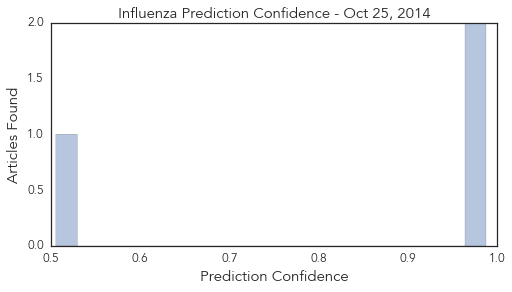 Influenza Prediction Confidence - Oct 25, 2014
Articles Found
2.0
1.5
1.0
0.5
0.0
0.5 0.6 0.7 0.8 0.9 1.0
Prediction Confidence